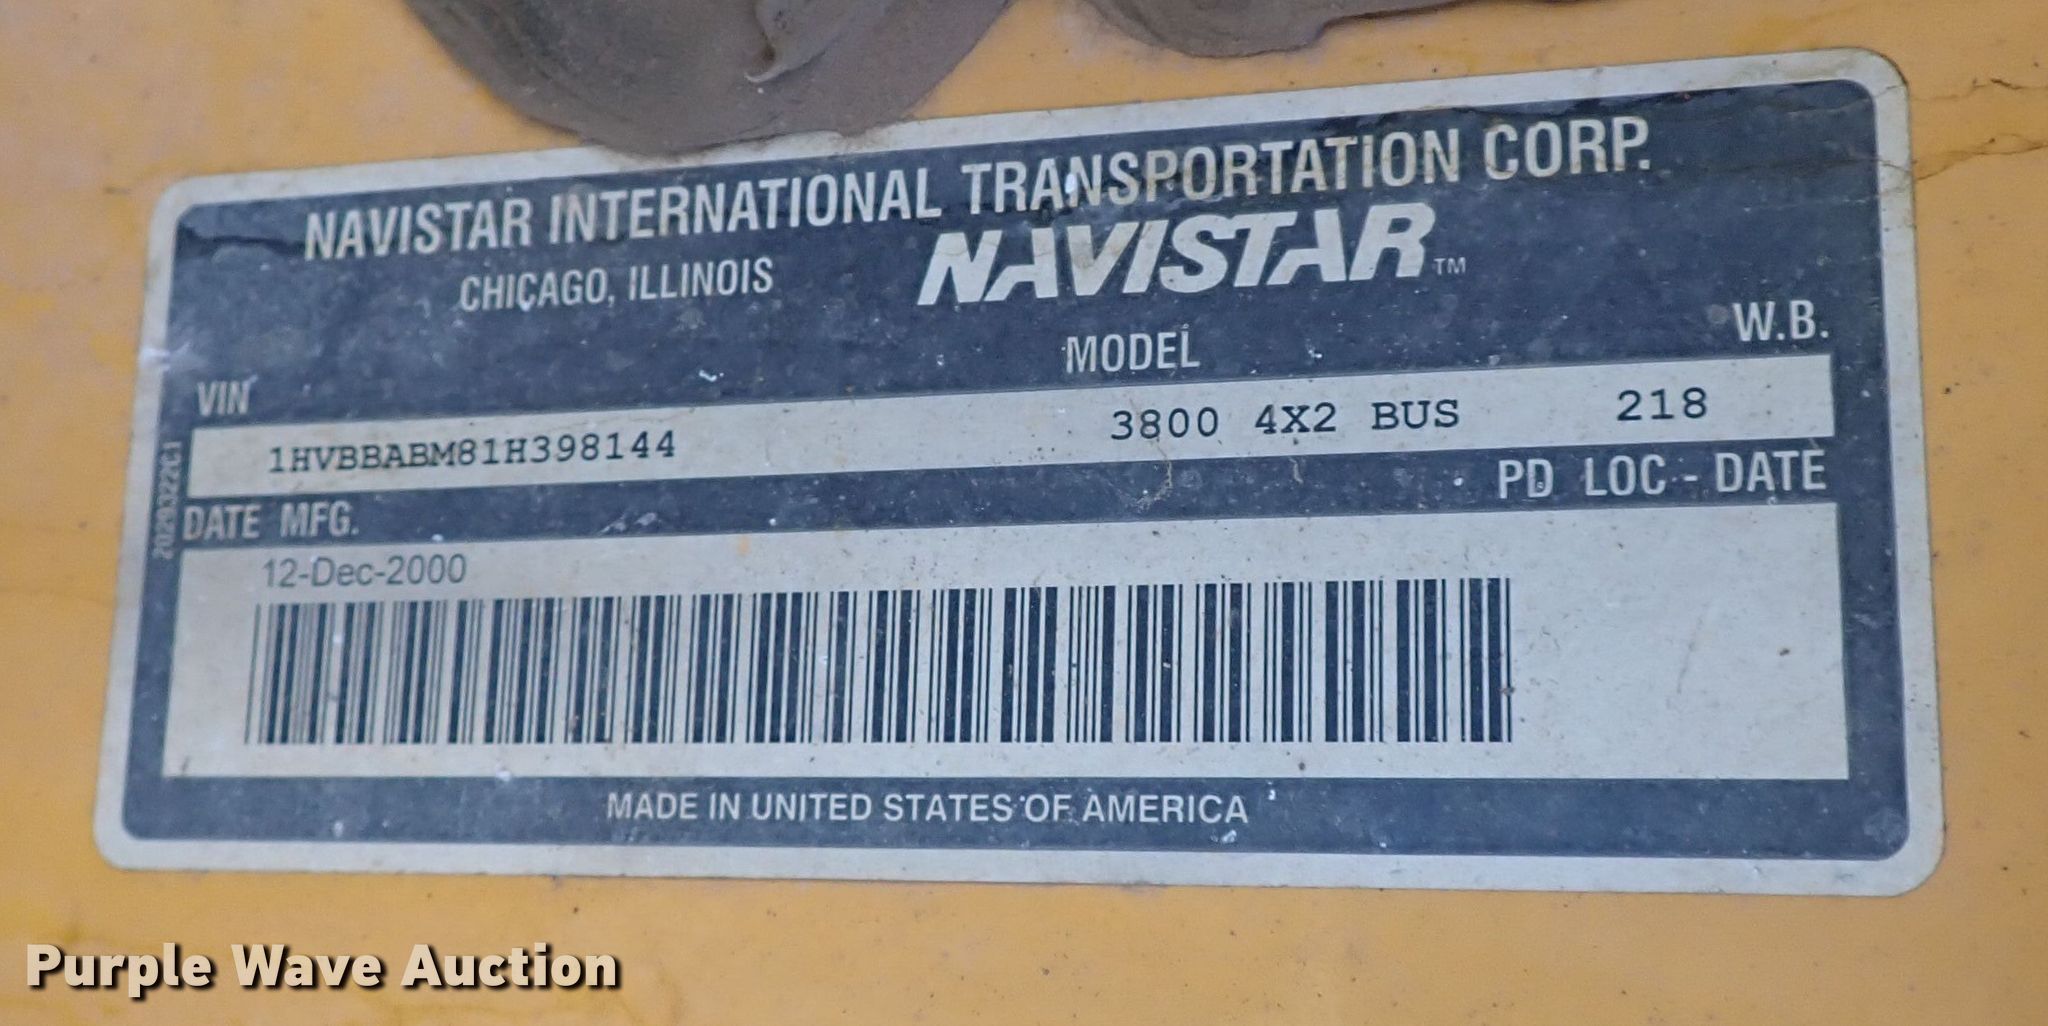 NAVISTAR INTERNATIONAL TRANSPORTATION CORP.
CHICAGO, ILLINOIS
NAVISTAR™
VIN MODEL W.B.
1HVBBABM81H398144 3800 4X2 BUS 218
DATE MFG. PD LOC - DATE
12-Dec-2000
MADE IN UNITED STATES OF AMERICA
Purple Wave Auction